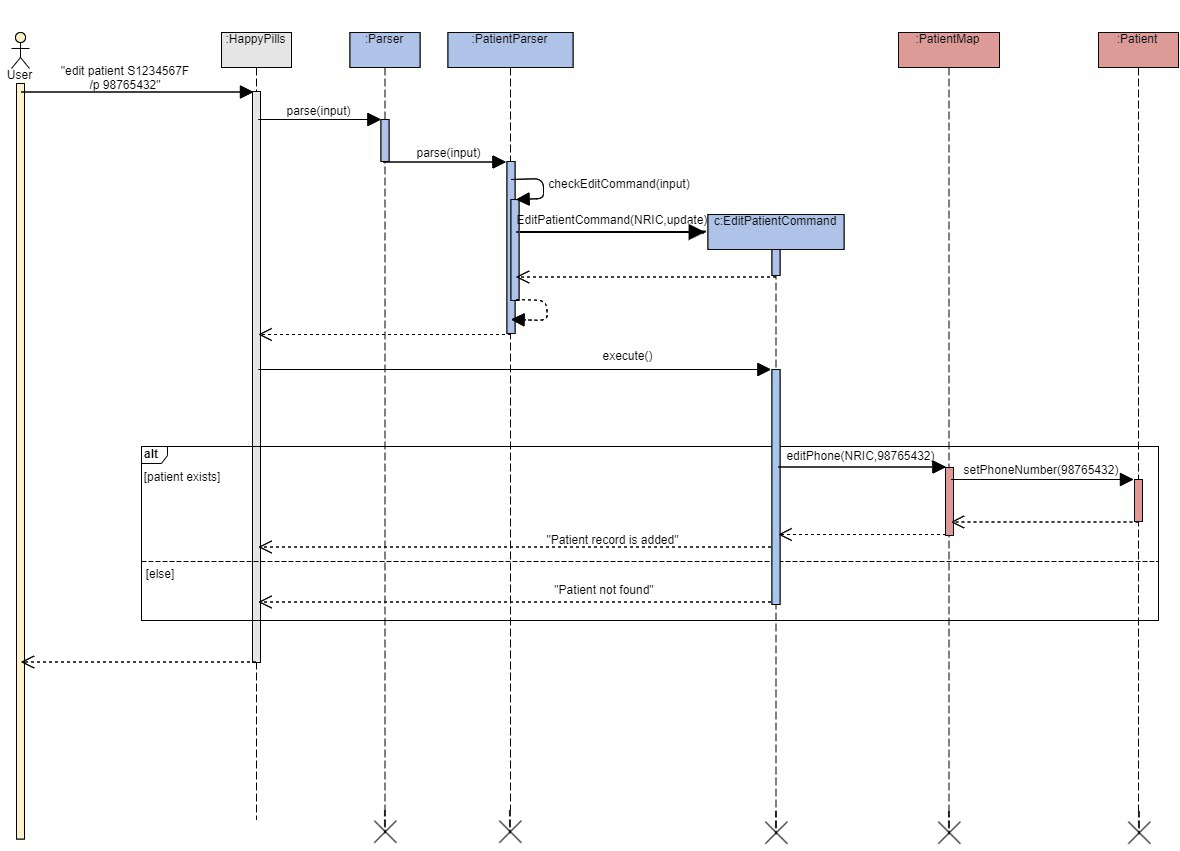 :HappyPills
:Parser
:PatientParser
:PatientMap
:Patient
User
"edit patient S1234567F
/p 98765432"
parse(input)
parse(input)
checkEditCommand(input)
EditPatientCommand(NRIC,update)
c:EditPatientCommand
execute()
alt
[patient exists]
editPhone(NRIC,98765432)
setPhoneNumber(98765432)
"Patient record is added"
[else]
"Patient not found"